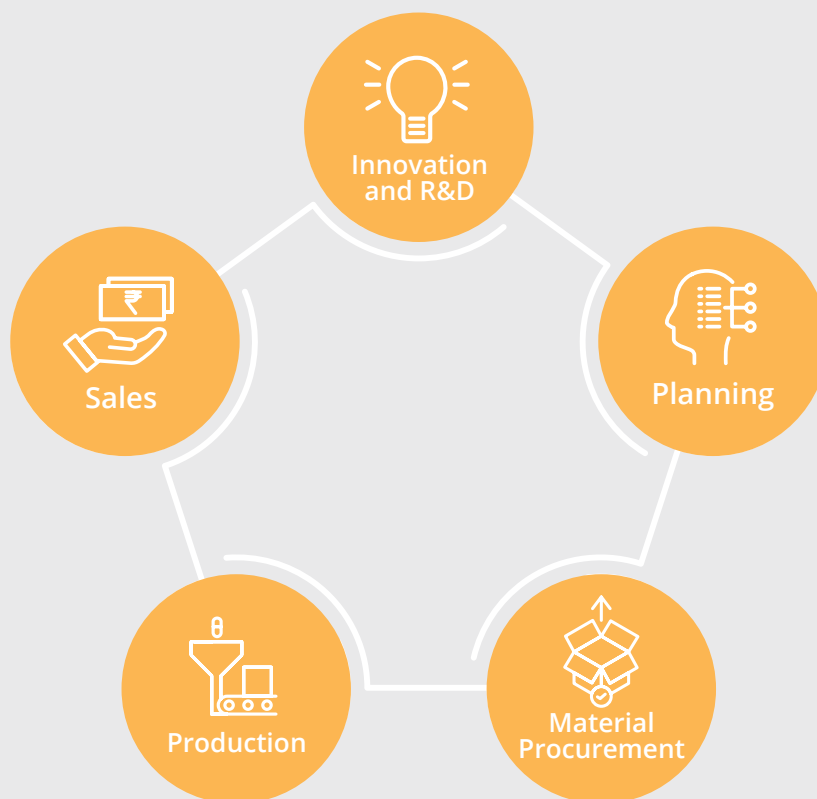 Innovation
and R&D
Planning
Material
Procurement
Production
₹
Sales